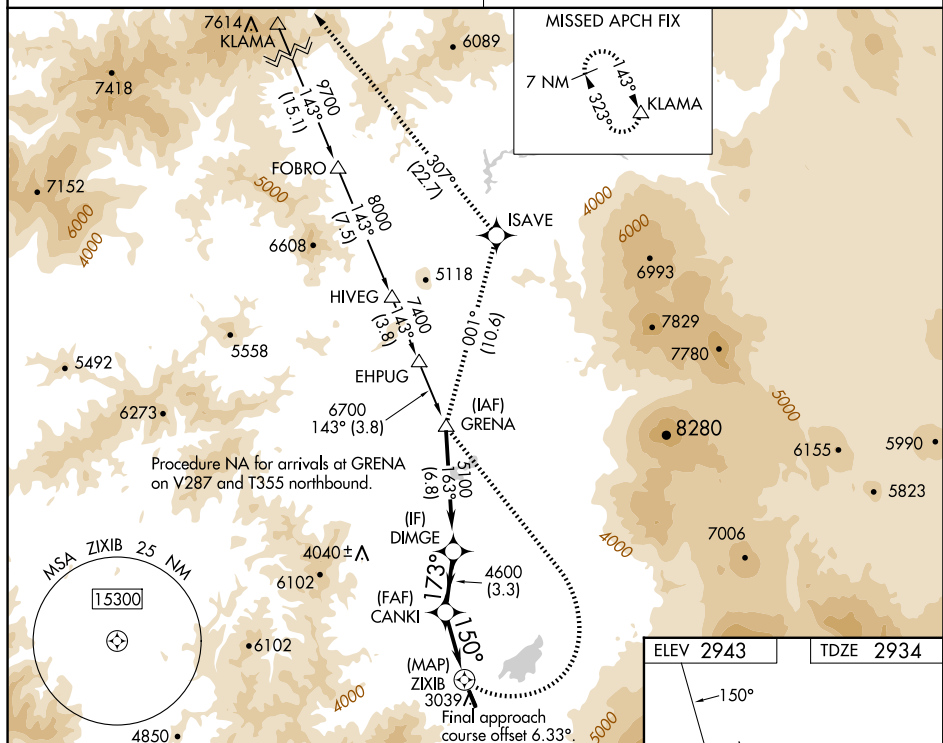 7614
KLAMA
6089
7418
9700
143°
(15.1)
MISSED APCH FIX
7 NM
143°
323°
KLAMA
307°
(22.7)
FOBRO
7152
5000
6000
4000
8000
143°
(7.5)
6608
ISAVE
4000
6000
6993
5118
HIVEG
7400
143°
(3.8)
001°
(10.6)
7829
7780
5558
5492
EHPUG
5000
6273
6700
143° (3.8)
(IAF)
GRENA
8280
6155
5990
5823
Procedure NA for arrivals at GRENA
on V287 and T355 northbound.
5100
163°
(6.8)
(IF)
DIMGE
4000
7006
4040±
6102
173°
4600
(3.3)
MSA ZIXIB 25 NM
15300
(FAF)
CANKI
150°
6102
(MAP)
ZIXIB
3039
4000
Final approach
course offset 6.33°.
5000
4850
ELEV 2943
TDZE 2934
150°